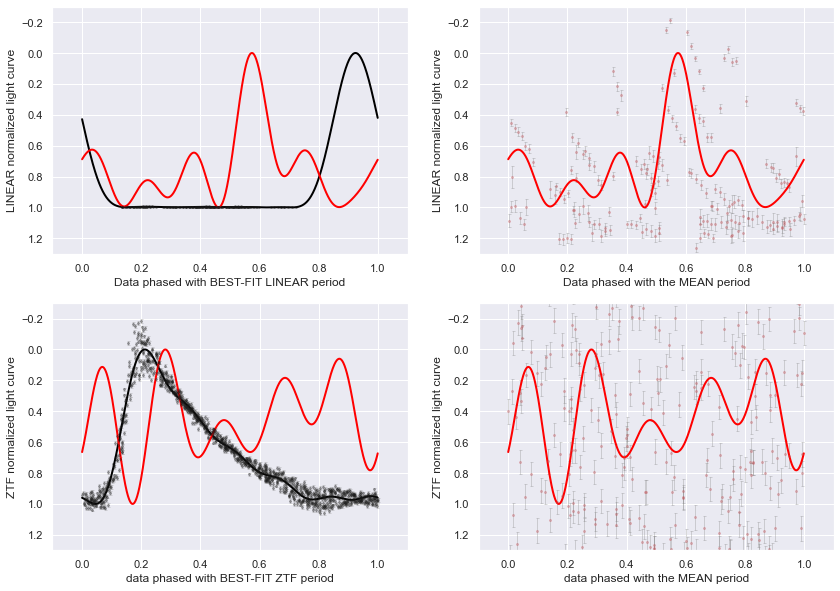 LINEAR normalized light curve
−0.2
0.0
0.2
0.4
0.6
0.8
1.0
1.2
0.0 0.2 0.4 0.6 0.8 1.0
Data phased with BEST-FIT LINEAR period
LINEAR normalized light curve
−0.2
0.0
0.2
0.4
0.6
0.8
1.0
1.2
0.0 0.2 0.4 0.6 0.8 1.0
Data phased with the MEAN period
ZTF normalized light curve
−0.2
0.0
0.2
0.4
0.6
0.8
1.0
1.2
0.0 0.2 0.4 0.6 0.8 1.0
data phased with BEST-FIT ZTF period
ZTF normalized light curve
−0.2
0.0
0.2
0.4
0.6
0.8
1.0
1.2
0.0 0.2 0.4 0.6 0.8 1.0
data phased with the MEAN period